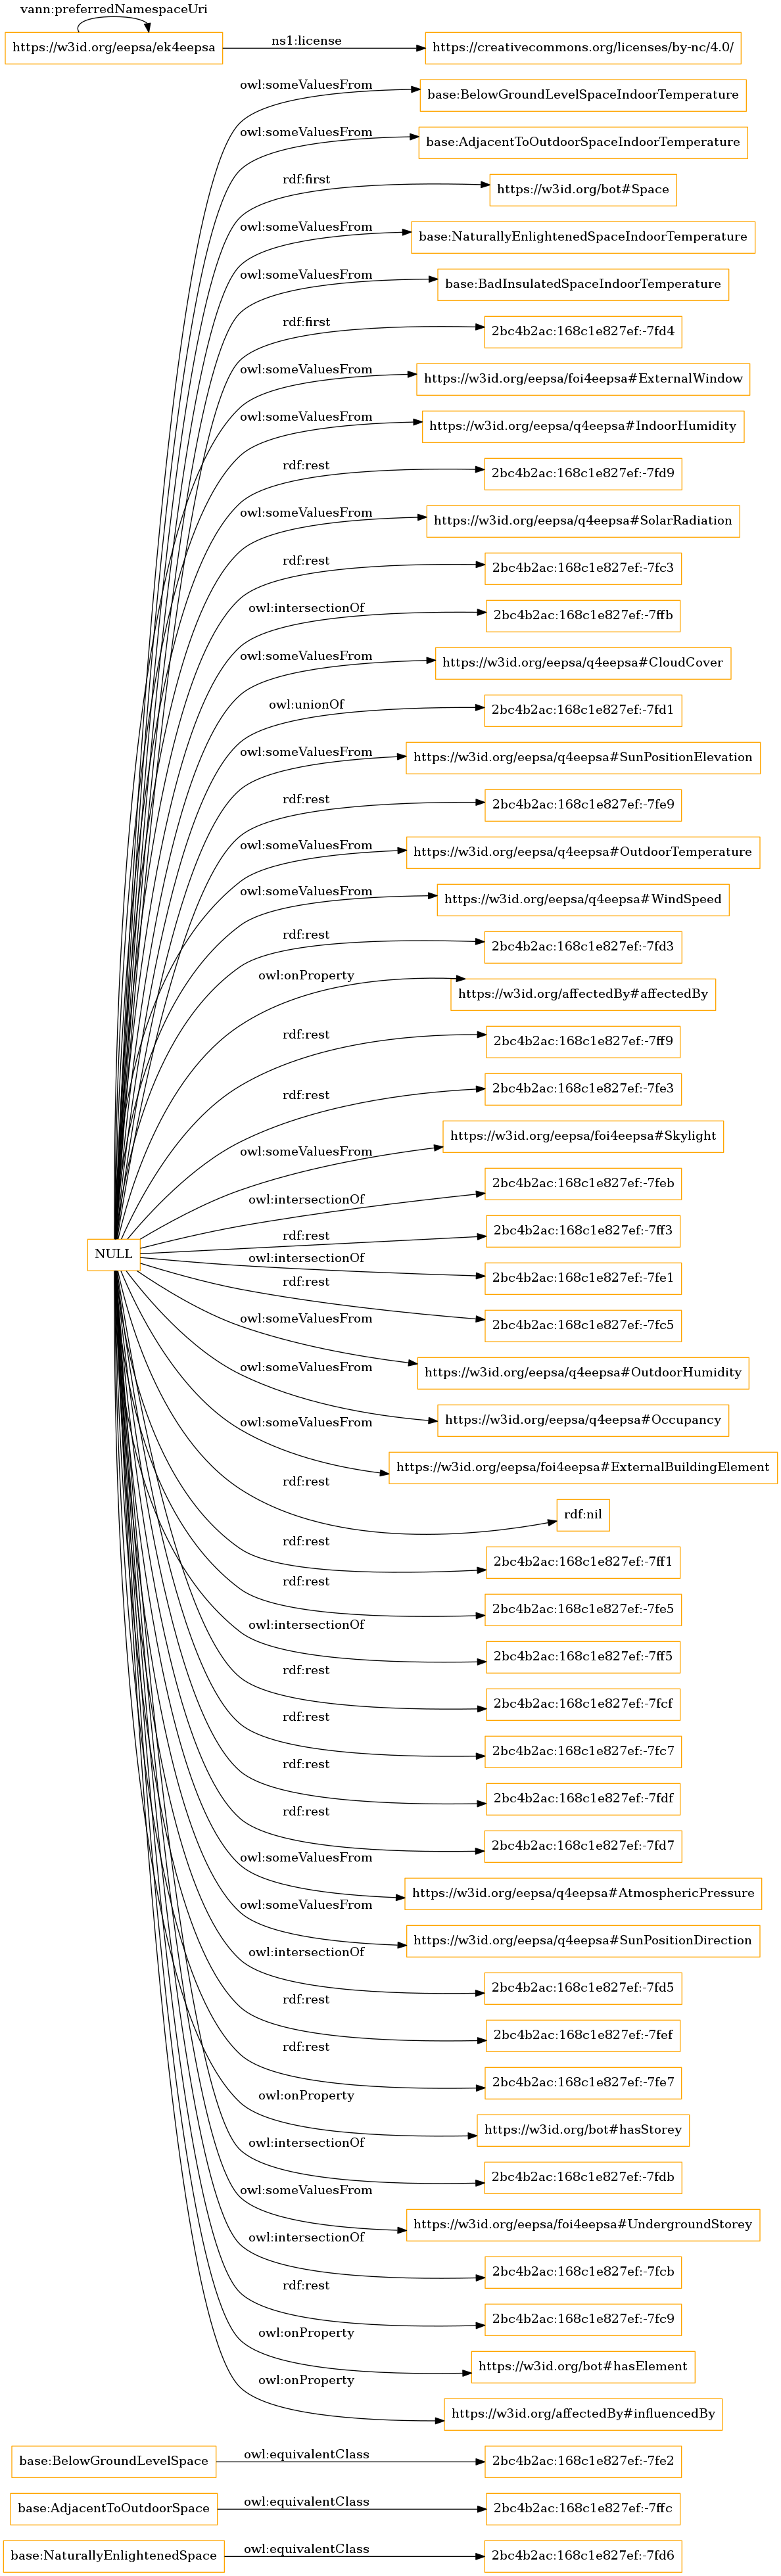 vann:preferredNamespaceUri
https://w3id.org/eepsa/ek4eepsa
ns1:license
https://creativecommons.org/licenses/by-nc/4.0/
owl:someValuesFrom
base:BelowGroundLevelSpaceIndoorTemperature
owl:someValuesFrom
base:AdjacentToOutdoorSpaceIndoorTemperature
rdf:first
https://w3id.org/bot#Space
owl:someValuesFrom
base:NaturallyEnlightenedSpaceIndoorTemperature
owl:someValuesFrom
base:BadInsulatedSpaceIndoorTemperature
rdf:first
2bc4b2ac:168c1e827ef:-7fd4
owl:someValuesFrom
https://w3id.org/eepsa/foi4eepsa#ExternalWindow
owl:someValuesFrom
https://w3id.org/eepsa/q4eepsa#IndoorHumidity
rdf:rest
2bc4b2ac:168c1e827ef:-7fd9
owl:someValuesFrom
https://w3id.org/eepsa/q4eepsa#SolarRadiation
rdf:rest
2bc4b2ac:168c1e827ef:-7fc3
owl:intersectionOf
2bc4b2ac:168c1e827ef:-7ffb
owl:someValuesFrom
https://w3id.org/eepsa/q4eepsa#CloudCover
owl:unionOf
2bc4b2ac:168c1e827ef:-7fd1
owl:someValuesFrom
https://w3id.org/eepsa/q4eepsa#SunPositionElevation
rdf:rest
2bc4b2ac:168c1e827ef:-7fe9
owl:someValuesFrom
https://w3id.org/eepsa/q4eepsa#OutdoorTemperature
owl:someValuesFrom
https://w3id.org/eepsa/q4eepsa#WindSpeed
rdf:rest
2bc4b2ac:168c1e827ef:-7fd3
owl:onProperty
https://w3id.org/affectedBy#affectedBy
rdf:rest
2bc4b2ac:168c1e827ef:-7ff9
rdf:rest
2bc4b2ac:168c1e827ef:-7fe3
owl:someValuesFrom
https://w3id.org/eepsa/foi4eepsa#Skylight
owl:intersectionOf
2bc4b2ac:168c1e827ef:-7feb
NULL
rdf:rest
2bc4b2ac:168c1e827ef:-7ff3
owl:intersectionOf
2bc4b2ac:168c1e827ef:-7fe1
rdf:rest
2bc4b2ac:168c1e827ef:-7fc5
owl:someValuesFrom
https://w3id.org/eepsa/q4eepsa#OutdoorHumidity
owl:someValuesFrom
https://w3id.org/eepsa/q4eepsa#Occupancy
owl:someValuesFrom
https://w3id.org/eepsa/foi4eepsa#ExternalBuildingElement
rdf:rest
rdf:nil
rdf:rest
2bc4b2ac:168c1e827ef:-7ff1
rdf:rest
2bc4b2ac:168c1e827ef:-7fe5
owl:intersectionOf
2bc4b2ac:168c1e827ef:-7ff5
rdf:rest
2bc4b2ac:168c1e827ef:-7fcf
rdf:rest
2bc4b2ac:168c1e827ef:-7fc7
rdf:rest
2bc4b2ac:168c1e827ef:-7fdf
rdf:rest
2bc4b2ac:168c1e827ef:-7fd7
owl:someValuesFrom
https://w3id.org/eepsa/q4eepsa#AtmosphericPressure
owl:someValuesFrom
https://w3id.org/eepsa/q4eepsa#SunPositionDirection
owl:intersectionOf
2bc4b2ac:168c1e827ef:-7fd5
rdf:rest
2bc4b2ac:168c1e827ef:-7fef
rdf:rest
2bc4b2ac:168c1e827ef:-7fe7
owl:onProperty
https://w3id.org/bot#hasStorey
owl:intersectionOf
2bc4b2ac:168c1e827ef:-7fdb
owl:someValuesFrom
https://w3id.org/eepsa/foi4eepsa#UndergroundStorey
owl:intersectionOf
2bc4b2ac:168c1e827ef:-7fcb
rdf:rest
2bc4b2ac:168c1e827ef:-7fc9
owl:onProperty
https://w3id.org/bot#hasElement
owl:onProperty
https://w3id.org/affectedBy#influencedBy
base:BelowGroundLevelSpace
owl:equivalentClass
2bc4b2ac:168c1e827ef:-7fe2
base:AdjacentToOutdoorSpace
owl:equivalentClass
2bc4b2ac:168c1e827ef:-7ffc
base:NaturallyEnlightenedSpace
owl:equivalentClass
2bc4b2ac:168c1e827ef:-7fd6